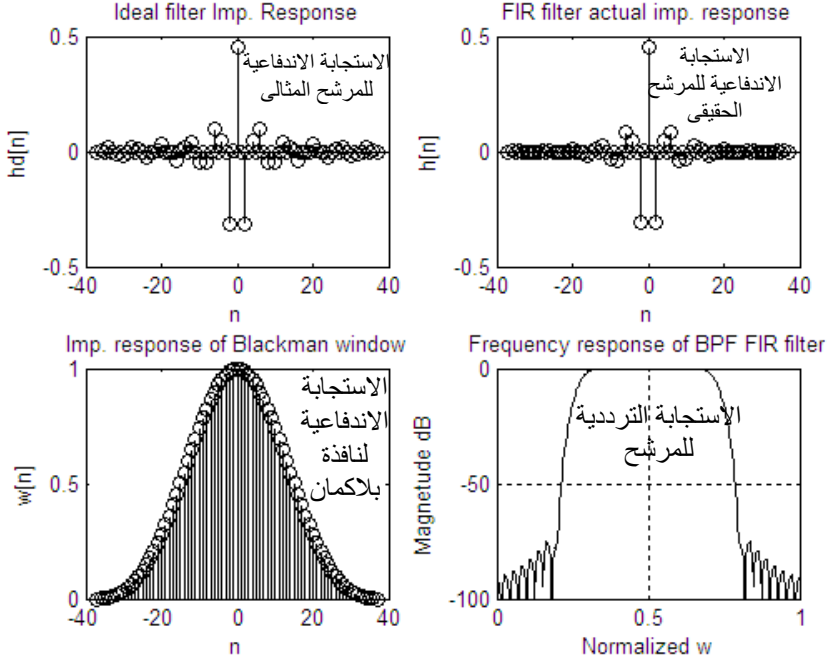 Ideal filter Imp. Response
0.5
0
-0.5
hd[n]
-40
-20
0
20
40
n
الاستجابة الاندفاعية
للمرشح المثالى
FIR filter actual imp. response
0.5
0
-0.5
h[n]
-40
-20
0
20
40
n
الاستجابة
الاندفاعية للمرشح
الحقيقى
Imp. response of Blackman window
1
0.5
0
w[n]
-40
-20
0
20
40
n
الاستجابة
الاندفاعية
لنافذة
بلاكمان
Frequency response of BPF FIR filter
0
-50
-100
Magnetude dB
0
0.5
1
Normalized w
الاستجابة الترددية
للمرشح